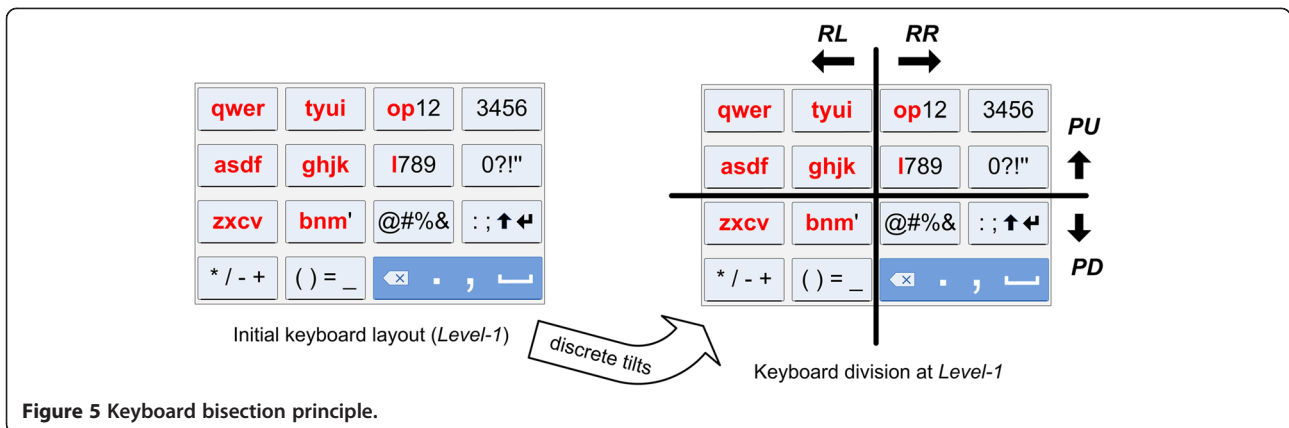 RL RR
qwer tyui op12 3456
asdf ghjk l789 0?!"
zxcv bnm' @#%& : ; ⬆ ↵
* / - + ( ) = _ ⌫ . , ⎵
qwer tyui op12 3456
asdf ghjk l789 0?!"
zxcv bnm' @#%& : ; ⬆ ↵
* / - + ( ) = _ ⌫ . , ⎵
PU
PD
Initial keyboard layout (Level-1)
discrete tilts
Keyboard division at Level-1
Figure 5 Keyboard bisection principle.